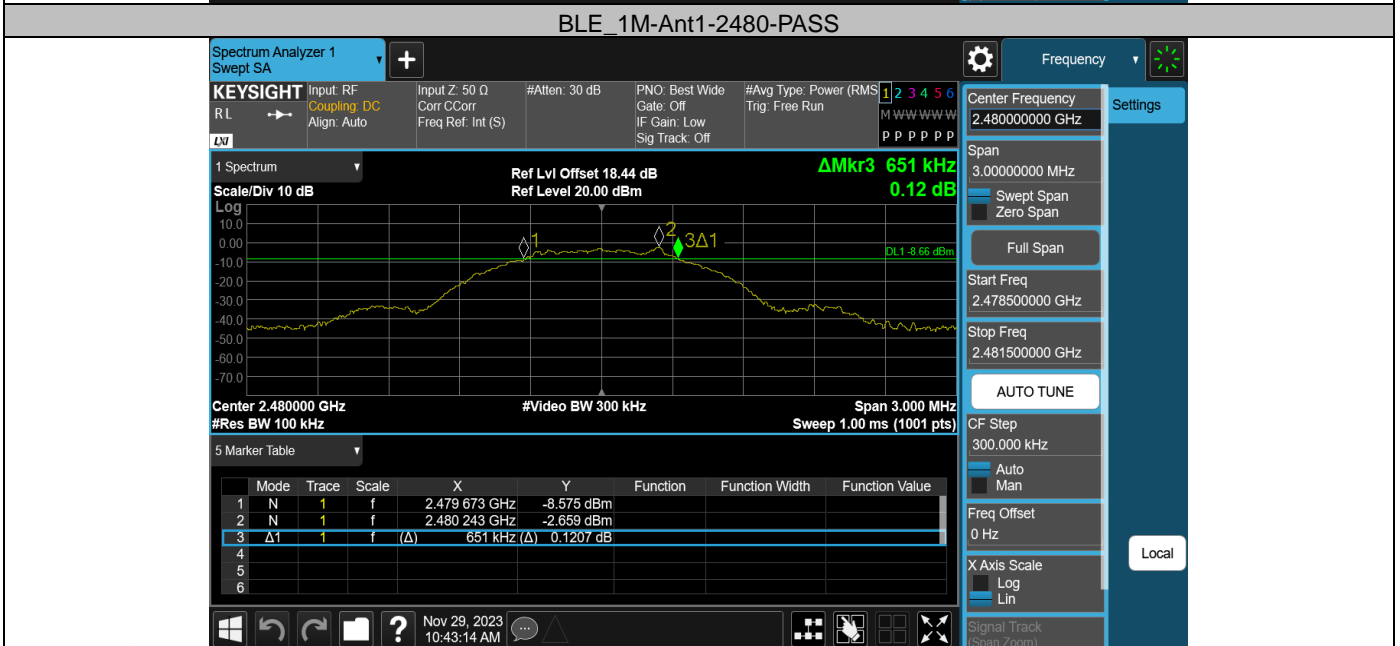 BLE_1M-Ant1-2480-PASS
Spectrum Analyzer 1
Swept SA
Frequency
KEYSIGHT
RL
LXI
Input: RF
Coupling: DC
Align: Auto
Input Z: 50 Ω
Corr CCorr
Freq Ref: Int (S)
#Atten: 30 dB
PNO: Best Wide
Gate: Off
IF Gain: Low
Sig Track: Off
#Avg Type: Power (RMS
Trig: Free Run
1 2 3 4 5 6
M W W W W W
P P P P P P
1 Spectrum
Scale/Div 10 dB
Ref Lvl Offset 18.44 dB
Ref Level 20.00 dBm
ΔMkr3 651 kHz
0.12 dB
Log
10.0
0.00
-10.0
-20.0
-30.0
-40.0
-50.0
-60.0
-70.0
1
2
3Δ1
DL1 -8.66 dBm
Center 2.480000 GHz
#Video BW 300 kHz
Span 3.000 MHz
#Res BW 100 kHz
Sweep 1.00 ms (1001 pts)
5 Marker Table
Mode Trace Scale X Y Function Function Width Function Value
1 N 1 f 2.479 673 GHz -8.575 dBm
2 N 1 f 2.480 243 GHz -2.659 dBm
3 Δ1 1 f (Δ) 651 kHz (Δ) 0.1207 dB
4
5
6
Nov 29, 2023
10:43:14 AM
Settings
Center Frequency
2.480000000 GHz
Span
3.00000000 MHz
Swept Span
Zero Span
Full Span
Start Freq
2.478500000 GHz
Stop Freq
2.481500000 GHz
AUTO TUNE
CF Step
300.000 kHz
Auto
Man
Freq Offset
0 Hz
X Axis Scale
Log
Lin
Signal Track
(Span Zoom)
Local